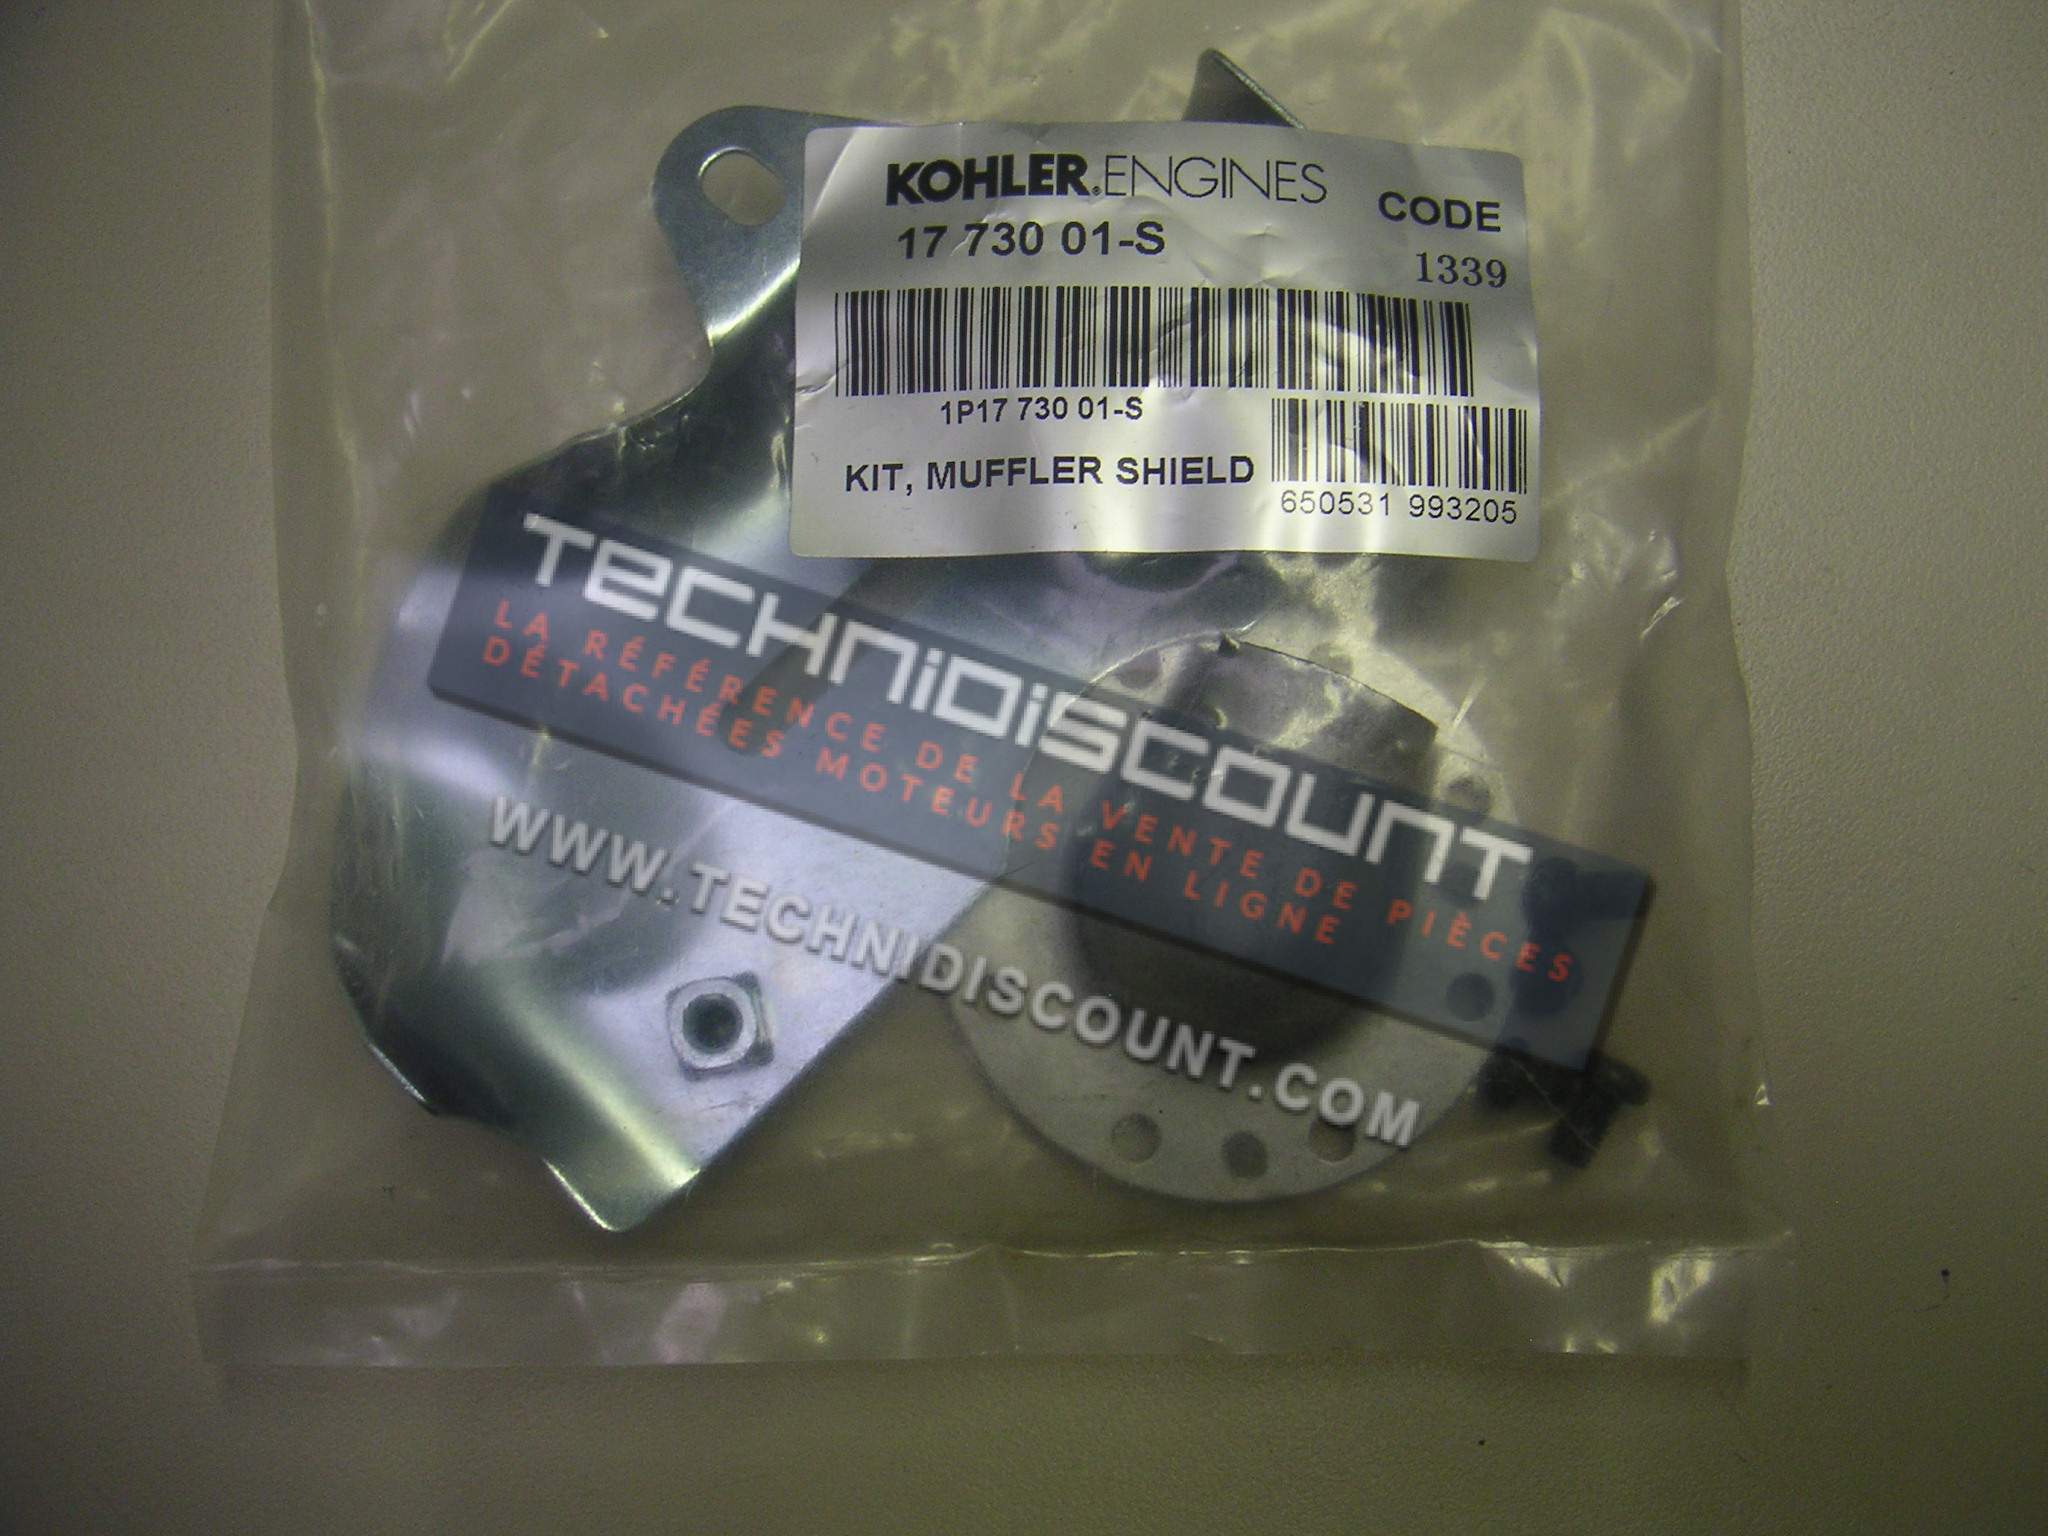 KOHLER.ENGINES
17 730 01-S
CODE
1339
1P17 730 01-S
KIT, MUFFLER SHIELD
650531 993205
TECHNIDISCOUNT
LA RÉFÉRENCE DE LA VENTE DE PIÈCES
DÉTACHÉES MOTEURS EN LIGNE
WWW.TECHNIDISCOUNT.COM